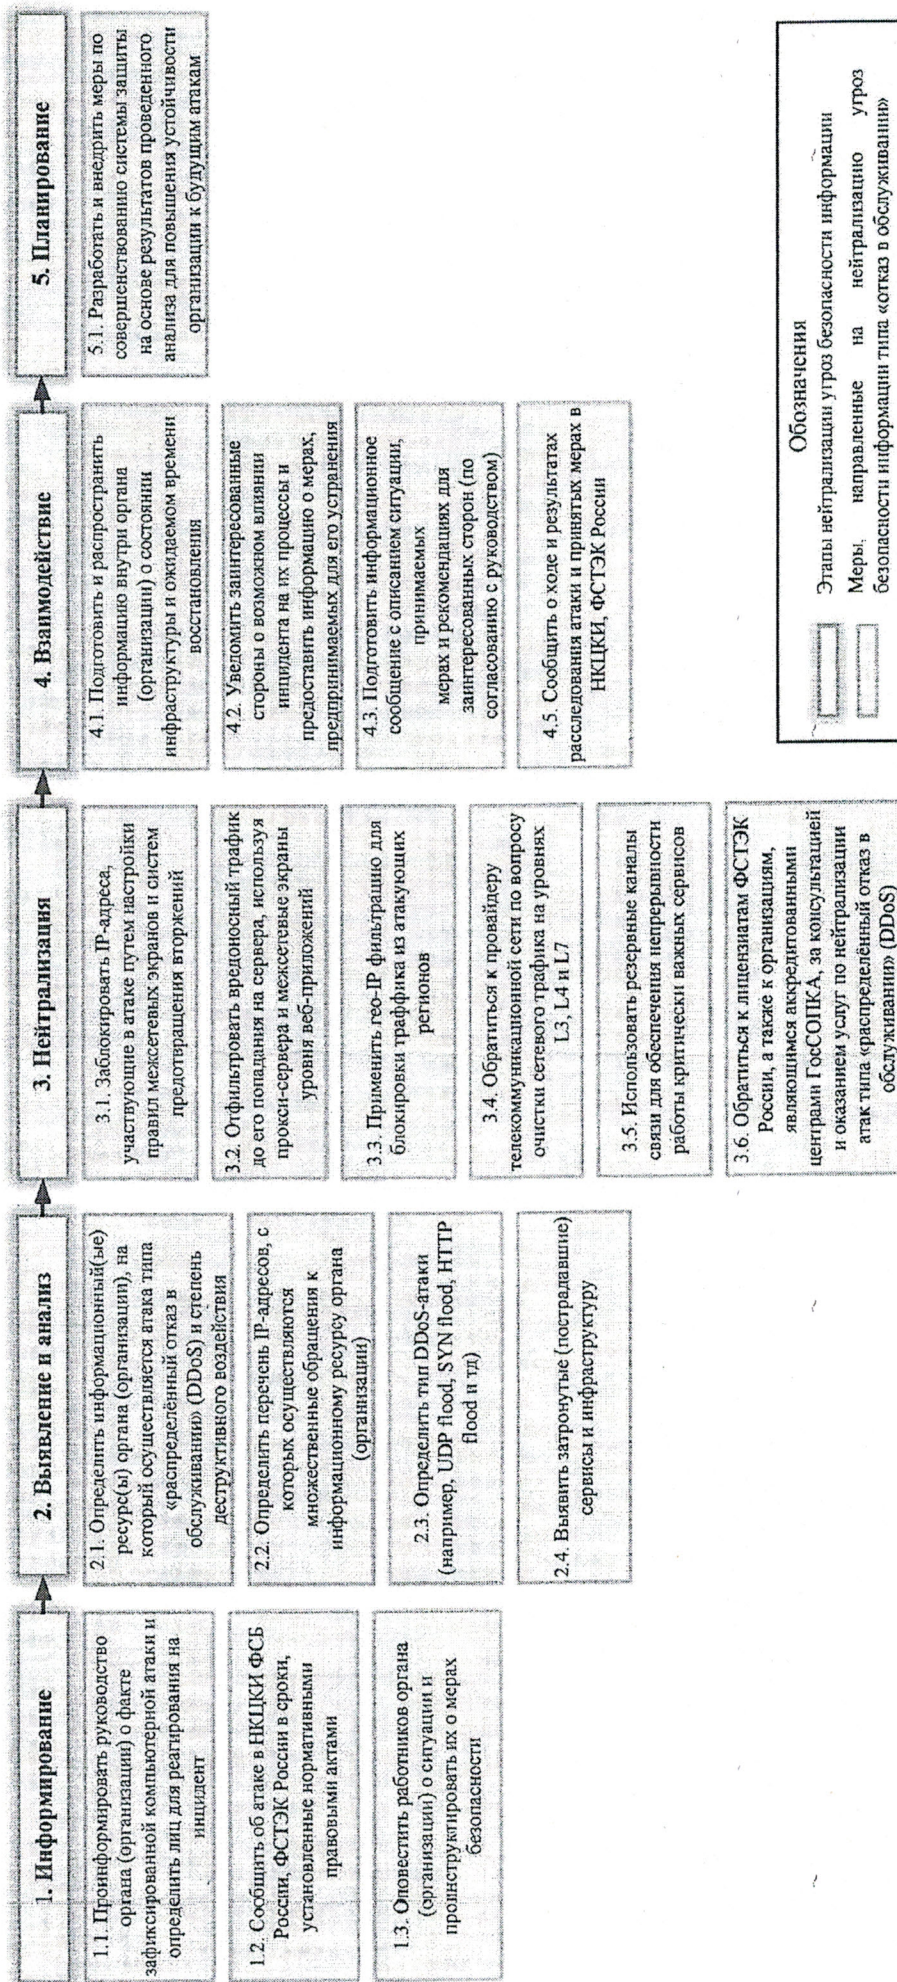 1. Информирование
1.1. Проинформировать руководство
органа (организации) о факте
зафиксированной компьютерной атаки и
определить лиц для реагирования на
инцидент
1.2. Сообщить об атаке в НКЦКИ ФСБ
России, ФСТЭК России в сроки,
установленные нормативными
правовыми актами
1.3. Оповестить работников органа
(организации) о ситуации и
проинструктировать их о мерах
безопасности
2. Выявление и анализ
2.1. Определить информационный(ые)
ресурс(ы) органа (организации), на
который осуществляется атака типа
«распределённый отказ в
обслуживании» (DDoS) и степень
деструктивного воздействия
2.2. Определить перечень IP-адресов, с
которых осуществляются
множественные обращения к
информационному ресурсу органа
(организации)
2.3. Определить тип DDoS-атаки
(например, UDP flood, SYN flood, HTTP
flood и тд)
2.4. Выявить затронутые (пострадавшие)
сервисы и инфраструктуру
3. Нейтрализация
3.1. Заблокировать IP-адреса,
участвующие в атаке путем настройки
правил межсетевых экранов и систем
предотвращения вторжений
3.2. Отфильтровать вредоносный трафик
до его попадания на сервера, используя
прокси-сервера и межсетевые экраны
уровня веб-приложений
3.3. Применить гео-IP фильтрацию для
блокировки трафика из атакующих
регионов
3.4. Обратиться к провайдеру
телекоммуникационной сети по вопросу
очистки сетевого трафика на уровнях
L3, L4 и L7
3.5. Использовать резервные каналы
связи для обеспечения непрерывности
работы критически важных сервисов
3.6. Обратиться к лицензиатам ФСТЭК
России, а также к организациям,
являющимся аккредитованными
центрами ГосСОПКА, за консультацией
и оказанием услуг по нейтрализации
атак типа «распределённый отказ в
обслуживании» (DDoS)
4. Взаимодействие
4.1. Подготовить и распространить
информацию внутри органа
(организации) о состоянии
инфраструктуры и ожидаемом времени
восстановления
4.2. Уведомить заинтересованные
стороны о возможном влиянии
инцидента на их процессы и
предоставить информацию о мерах,
предпринимаемых для его устранения
4.3. Подготовить информационное
сообщение с описанием ситуации,
принимаемых
мерах и рекомендациях для
заинтересованных сторон (по
согласованию с руководством)
4.5. Сообщить о ходе и результатах
расследования атаки и принятых мерах в
НКЦКИ, ФСТЭК России
5. Планирование
5.1. Разработать и внедрить меры по
совершенствованию системы защиты
на основе результатов проведенного
анализа для повышения устойчивости
организации к будущим атакам
Обозначения
Этапы нейтрализации угроз безопасности информации
Меры, направленные на нейтрализацию угроз
безопасности информации типа «отказ в обслуживании»